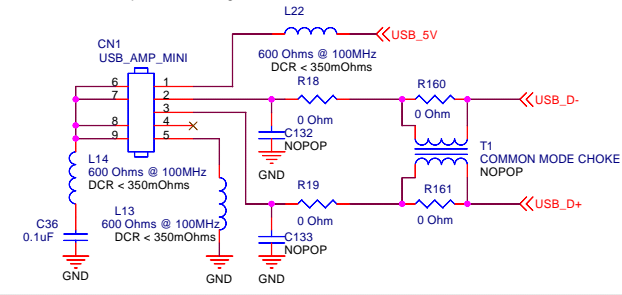 L22
USB_5V
CN1
USB_AMP_MINI
600 Ohms @ 100MHz
DCR < 350mOhms
6
1
R18
R160
7
2
USB_D-
3
0 Ohm
0 Ohm
8
4
9
5
C132
NOPOP
T1
COMMON MODE CHOKE
NOPOP
L14
600 Ohms @ 100MHz
DCR < 350mOhms
GND
R19
R161
L13
600 Ohms @ 100MHz
DCR < 350mOhms
USB_D+
C36
0.1uF
0 Ohm
0 Ohm
C133
NOPOP
GND
GND
GND